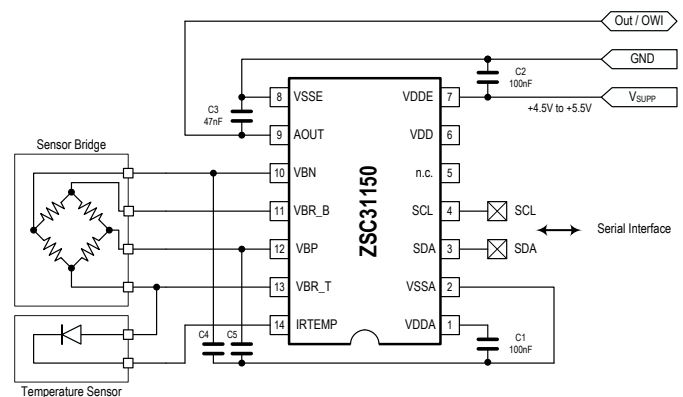 Out / OWI
GND
C2
100nF
VSUPP
+4.5V to +5.5V
C3
47nF
8 VSSE VDDE 7
9 AOUT VDD 6
Sensor Bridge
10 VBN n.c. 5
11 VBR_B SCL 4 SCL
ZSC31150
Serial Interface
12 VBP SDA 3 SDA
13 VBR_T VSSA 2
14 IRTEMP VDDA 1
C4 C5
C1
100nF
Temperature Sensor